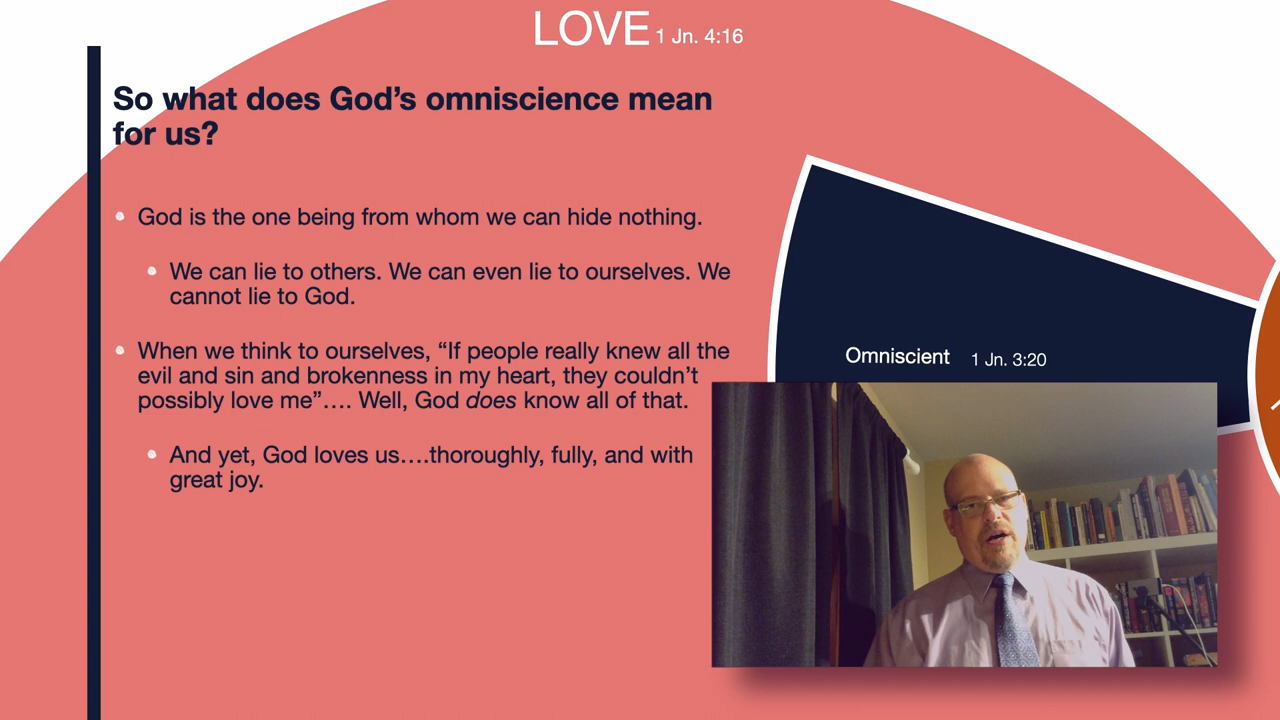 LOVE 1 Jn. 4:16
So what does God’s omniscience mean
for us?
God is the one being from whom we can hide nothing.
We can lie to others. We can even lie to ourselves. We
cannot lie to God.
When we think to ourselves, “If people really knew all the
evil and sin and brokenness in my heart, they couldn’t
possibly love me”…. Well, God does know all of that.
And yet, God loves us….thoroughly, fully, and with
great joy.
Omniscient 1 Jn. 3:20